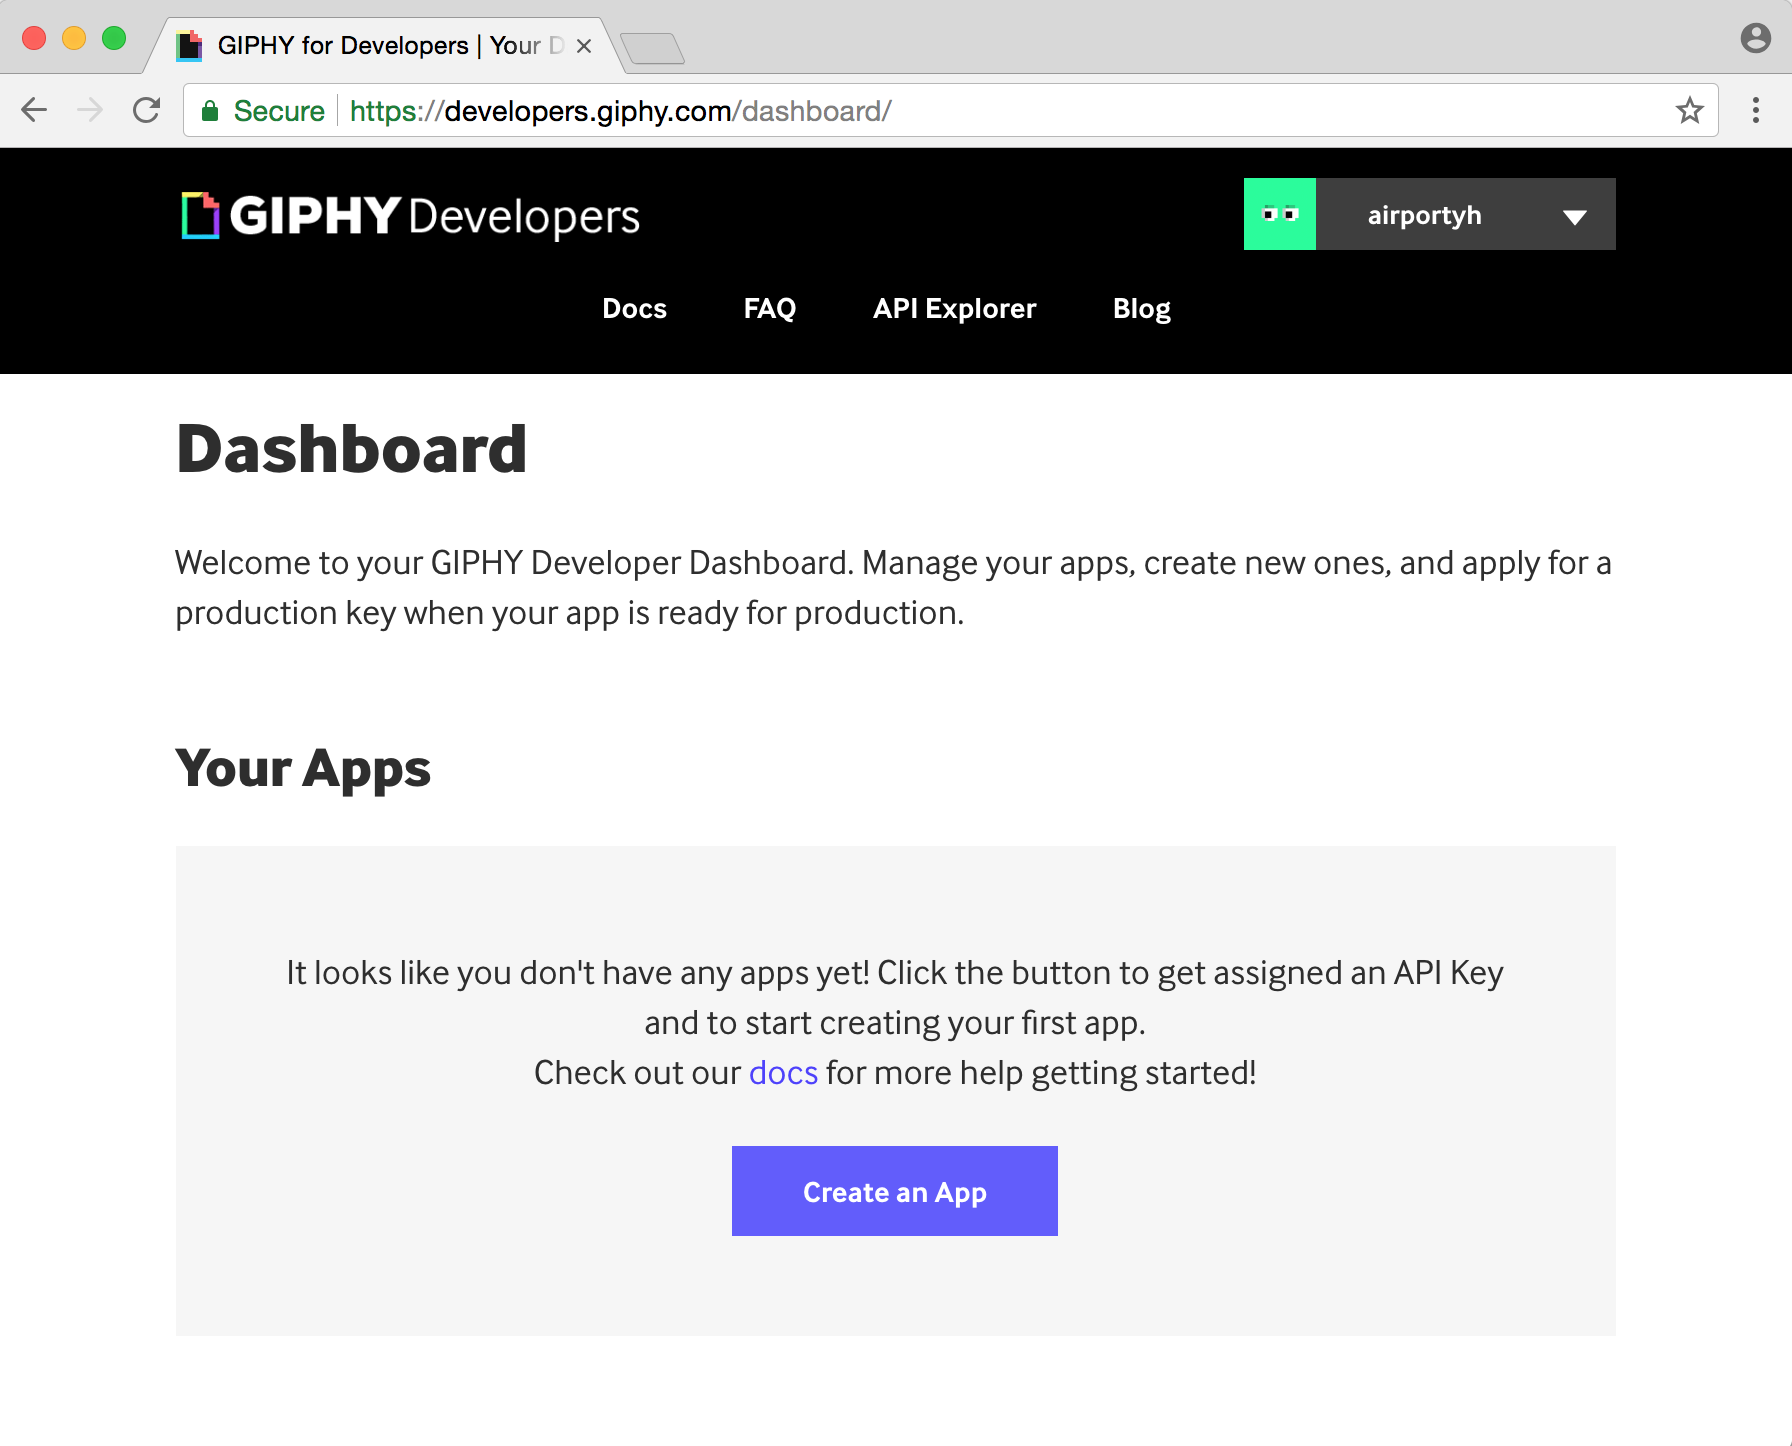 GIPHY for Developers | Your D
Secure https://developers.giphy.com/dashboard/
GIPHY Developers
airportyh
Docs FAQ API Explorer Blog
Dashboard
Welcome to your GIPHY Developer Dashboard. Manage your apps, create new ones, and apply for a
production key when your app is ready for production.
Your Apps
It looks like you don't have any apps yet! Click the button to get assigned an API Key
and to start creating your first app.
Check out our docs for more help getting started!
Create an App